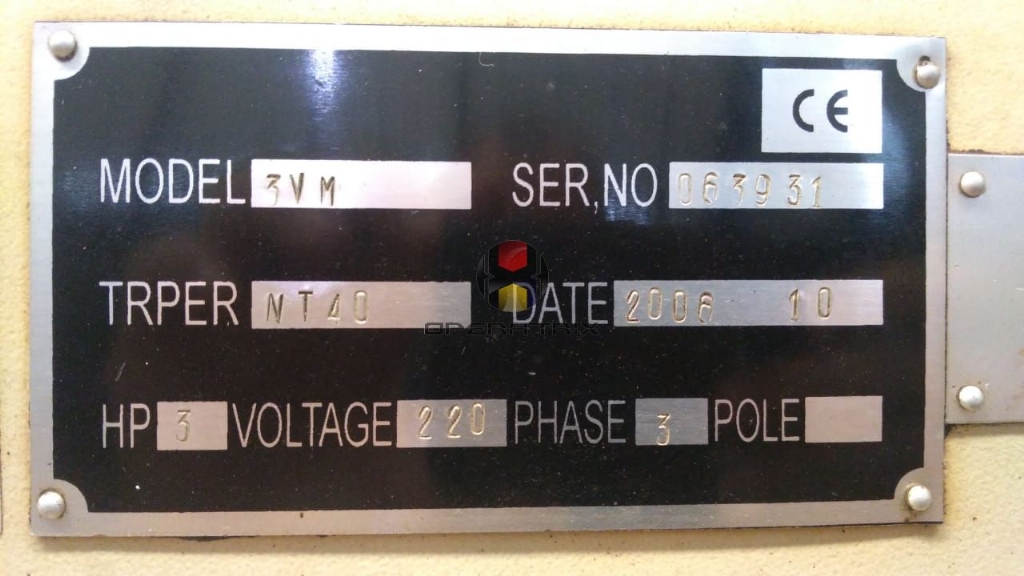 CE
MODEL 3VM SER,NO 063931
TRPER NT40 DATE 2006 10
HP 3 VOLTAGE 220 PHASE 3 POLE